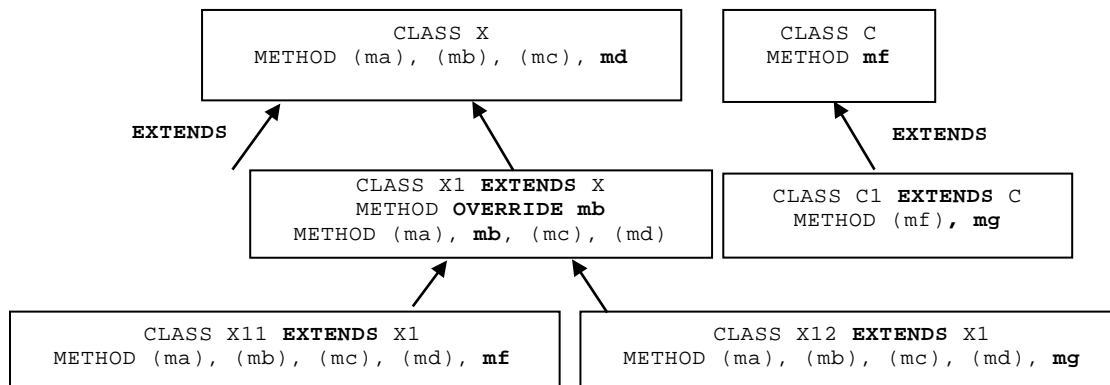 CLASS X
METHOD (ma), (mb), (mc), md
CLASS C
METHOD mf
EXTENDS
EXTENDS
CLASS X1 EXTENDS X
METHOD OVERRIDE mb
METHOD (ma), mb, (mc), (md)
CLASS C1 EXTENDS C
METHOD (mf), mg
CLASS X11 EXTENDS X1
METHOD (ma), (mb), (mc), (md), mf
CLASS X12 EXTENDS X1
METHOD (ma), (mb), (mc), (md), mg